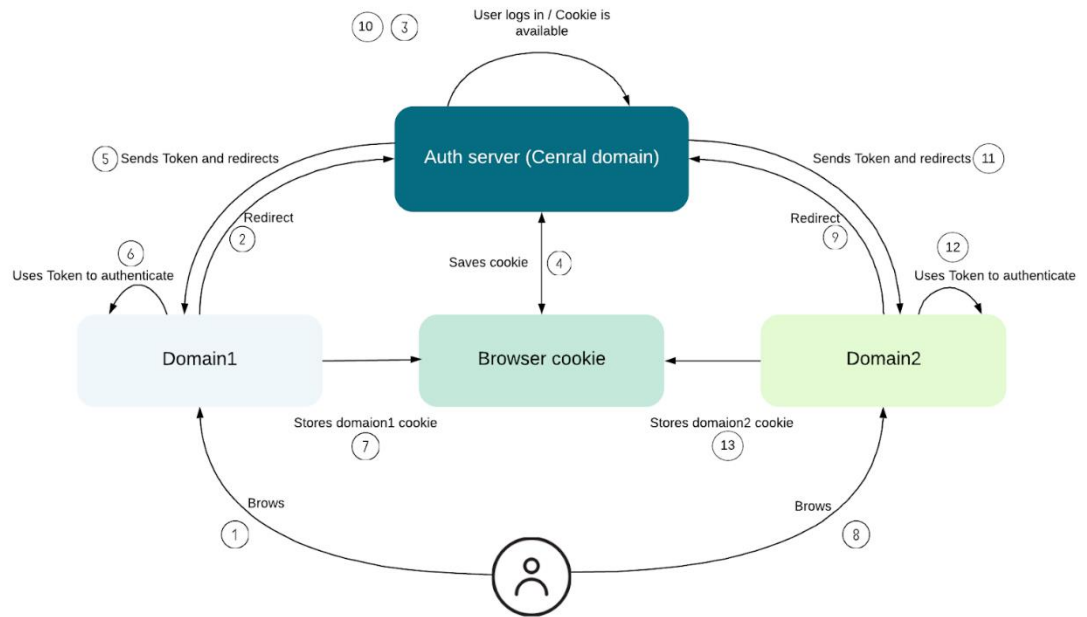 10 3 User logs in / Cookie is
available
Auth server (Cenral domain)
5 Sends Token and redirects
Sends Token and redirects 11
Redirect
2
Redirect
9
6
Uses Token to authenticate
12
Uses Token to authenticate
Saves cookie 4
Domain1
Browser cookie
Domain2
Stores domaion1 cookie
7
Stores domaion2 cookie
13
Brows
1
Brows
8